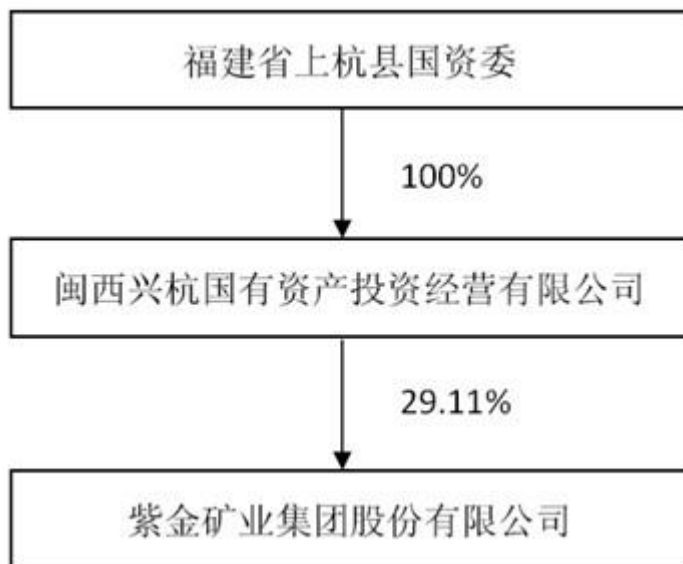 福建省上杭县国资委
100%
闽西兴杭国有资产投资经营有限公司
29.11%
紫金矿业集团股份有限公司